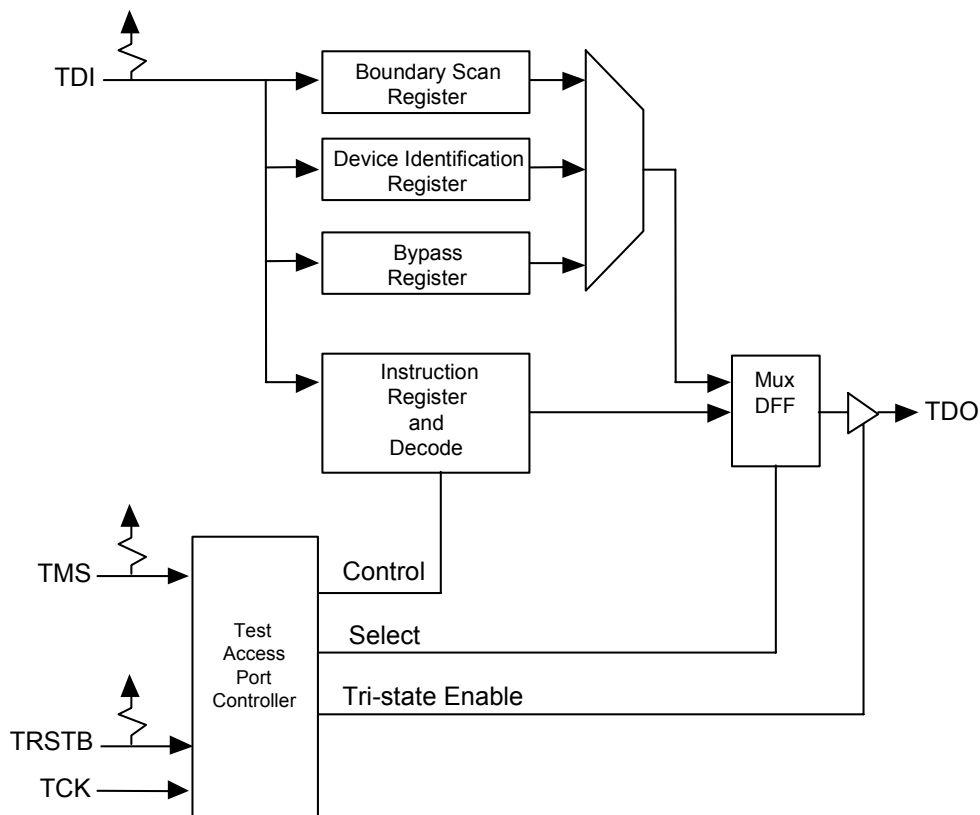 TDI
Boundary Scan
Register
Device Identification
Register
Bypass
Register
Instruction
Register
and
Decode
Mux
DFF
TDO
TMS
Control
Test
Access
Port
Controller
Select
Tri-state Enable
TRSTB
TCK